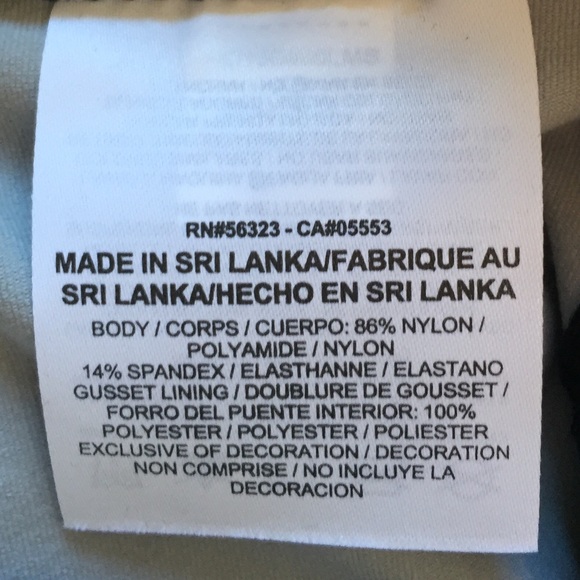 RN#56323 - CA#05553
MADE IN SRI LANKA/FABRIQUE AU
SRI LANKA/HECHO EN SRI LANKA
BODY / CORPS / CUERPO: 86% NYLON /
POLYAMIDE / NYLON
14% SPANDEX / ELASTHANNE / ELASTANO
GUSSET LINING / DOUBLURE DE GOUSSET /
FORRO DEL PUENTE INTERIOR: 100%
POLYESTER / POLYESTER / POLIESTER
EXCLUSIVE OF DECORATION / DECORATION
NON COMPRISE / NO INCLUYE LA
DECORACION